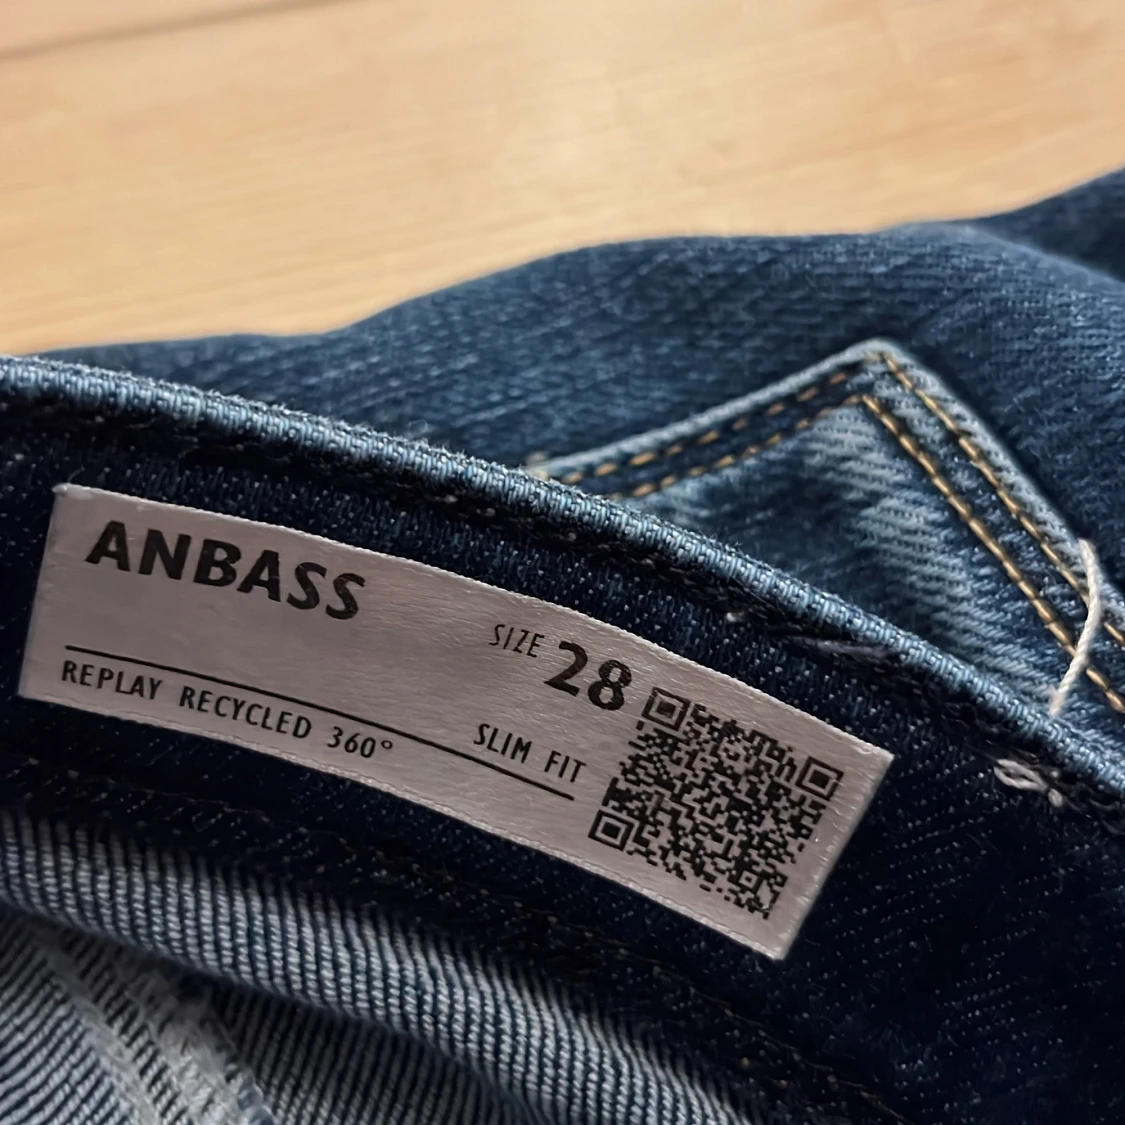 ANBASS
SIZE 28
SLIM FIT
REPLAY RECYCLED 360°